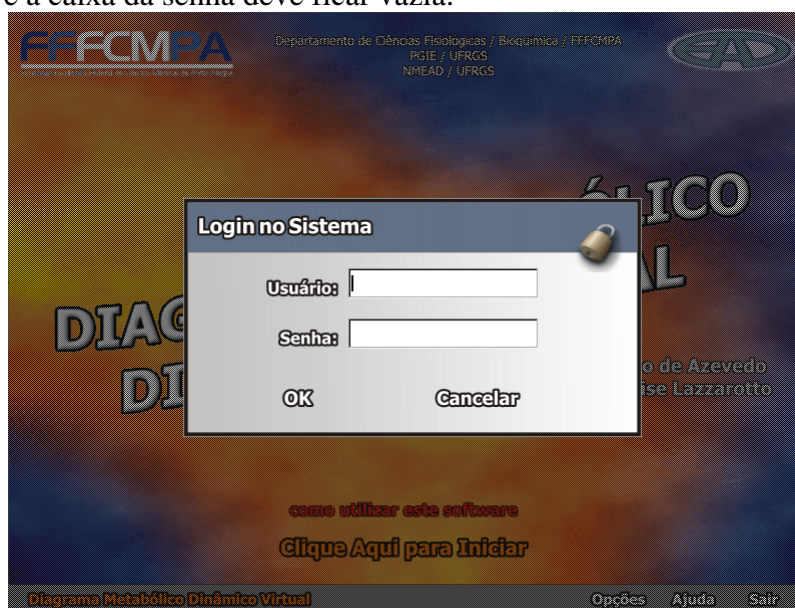 e a caixa da senha deve ficar vazia.
FFFCMPA
Departamento de Ciências Fisiológicas / Bioquímica / FFFCMPA
PGIE / UFRGS
NMEAD / UFRGS
EAD
ÓLICO
Login no Sistema
AL
Usuário:
DIAG
Senha:
o de Azevedo
DI
ise Lazzarotto
OK Cancelar
como utilizar este software
Clique Aqui para Iniciar
Diagrama Metabólico Dinâmico Virtual Opções Ajuda Sair